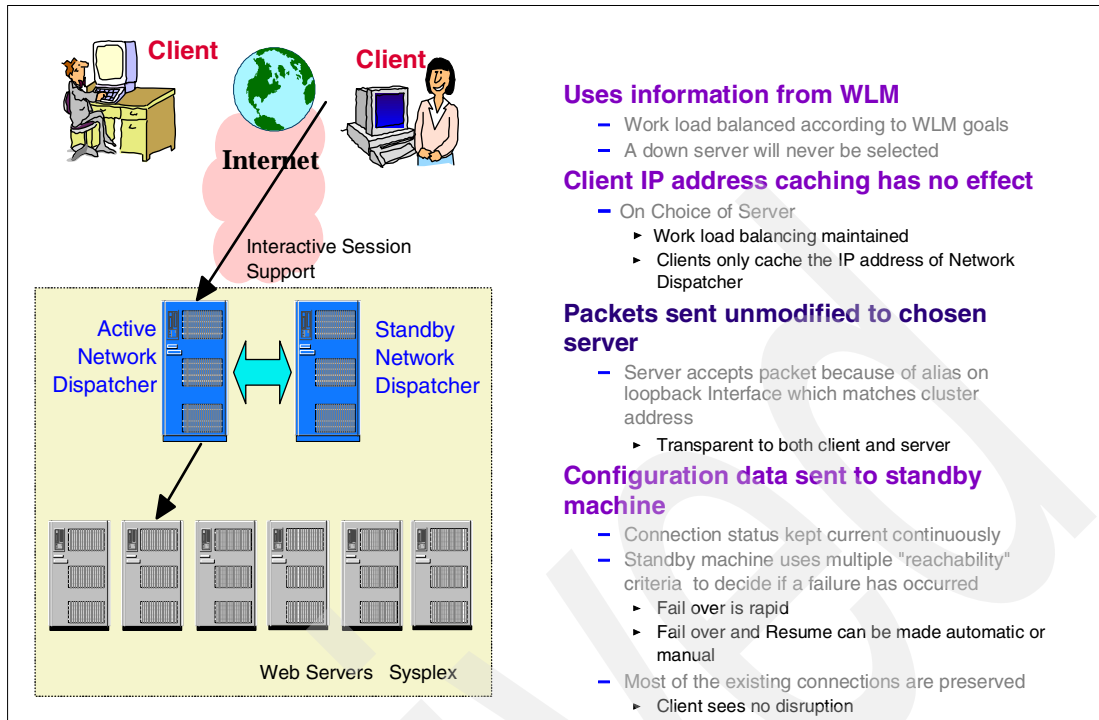 Client
Client
Internet
Interactive Session
Support
Active
Network
Dispatcher
Standby
Network
Dispatcher
Web Servers Sysplex
Uses information from WLM
– Work load balanced according to WLM goals
– A down server will never be selected
Client IP address caching has no effect
– On Choice of Server
► Work load balancing maintained
► Clients only cache the IP address of Network
Dispatcher
Packets sent unmodified to chosen
server
– Server accepts packet because of alias on
loopback Interface which matches cluster
address
► Transparent to both client and server
Configuration data sent to standby
machine
– Connection status kept current continuously
– Standby machine uses multiple "reachability"
criteria to decide if a failure has occurred
► Fail over is rapid
► Fail over and Resume can be made automatic or
manual
– Most of the existing connections are preserved
► Client sees no disruption